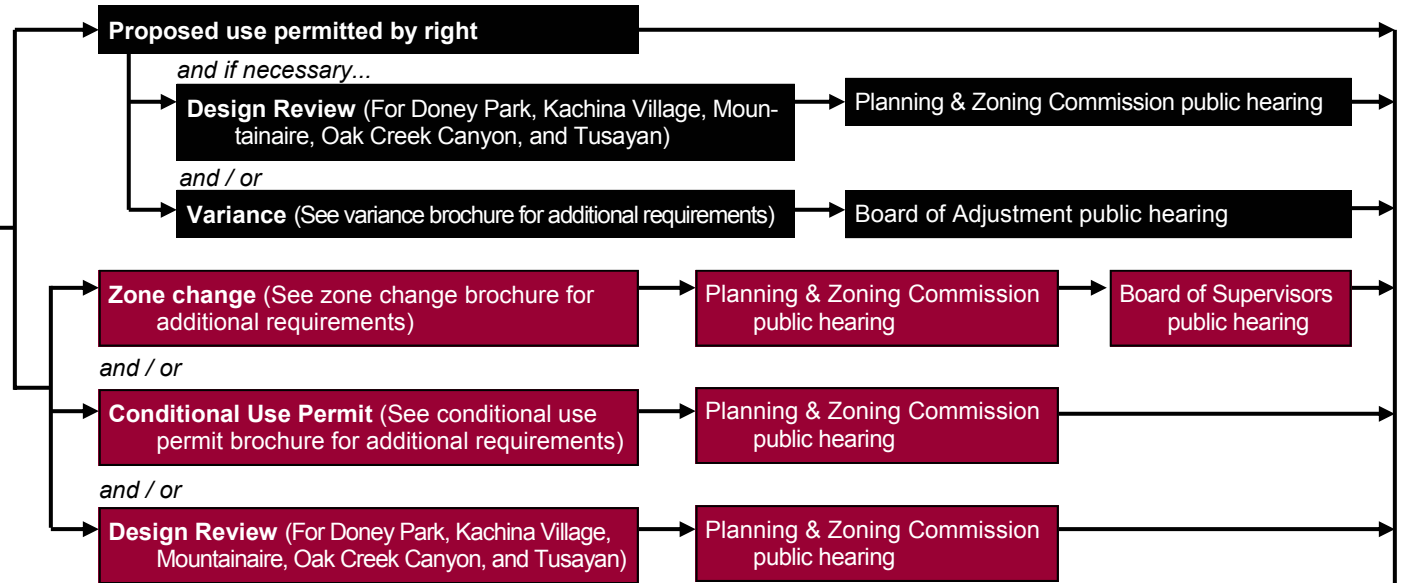 Proposed use permitted by right
and if necessary...
Design Review (For Doney Park, Kachina Village, Moun-
tainaire, Oak Creek Canyon, and Tusayan)
Planning & Zoning Commission public hearing
and / or
Variance (See variance brochure for additional requirements)
Board of Adjustment public hearing
Zone change (See zone change brochure for
additional requirements)
Planning & Zoning Commission
public hearing
Board of Supervisors
public hearing
and / or
Conditional Use Permit (See conditional use
permit brochure for additional requirements)
Planning & Zoning Commission
public hearing
and / or
Design Review (For Doney Park, Kachina Village,
Mountainaire, Oak Creek Canyon, and Tusayan)
Planning & Zoning Commission
public hearing